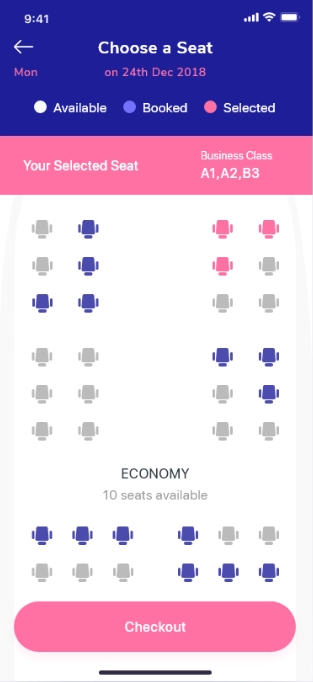 9:41
Choose a Seat
Mon on 24th Dec 2018
Available Booked Selected
Business Class
Your Selected Seat
A1,A2,B3
ECONOMY
10 seats available
Checkout